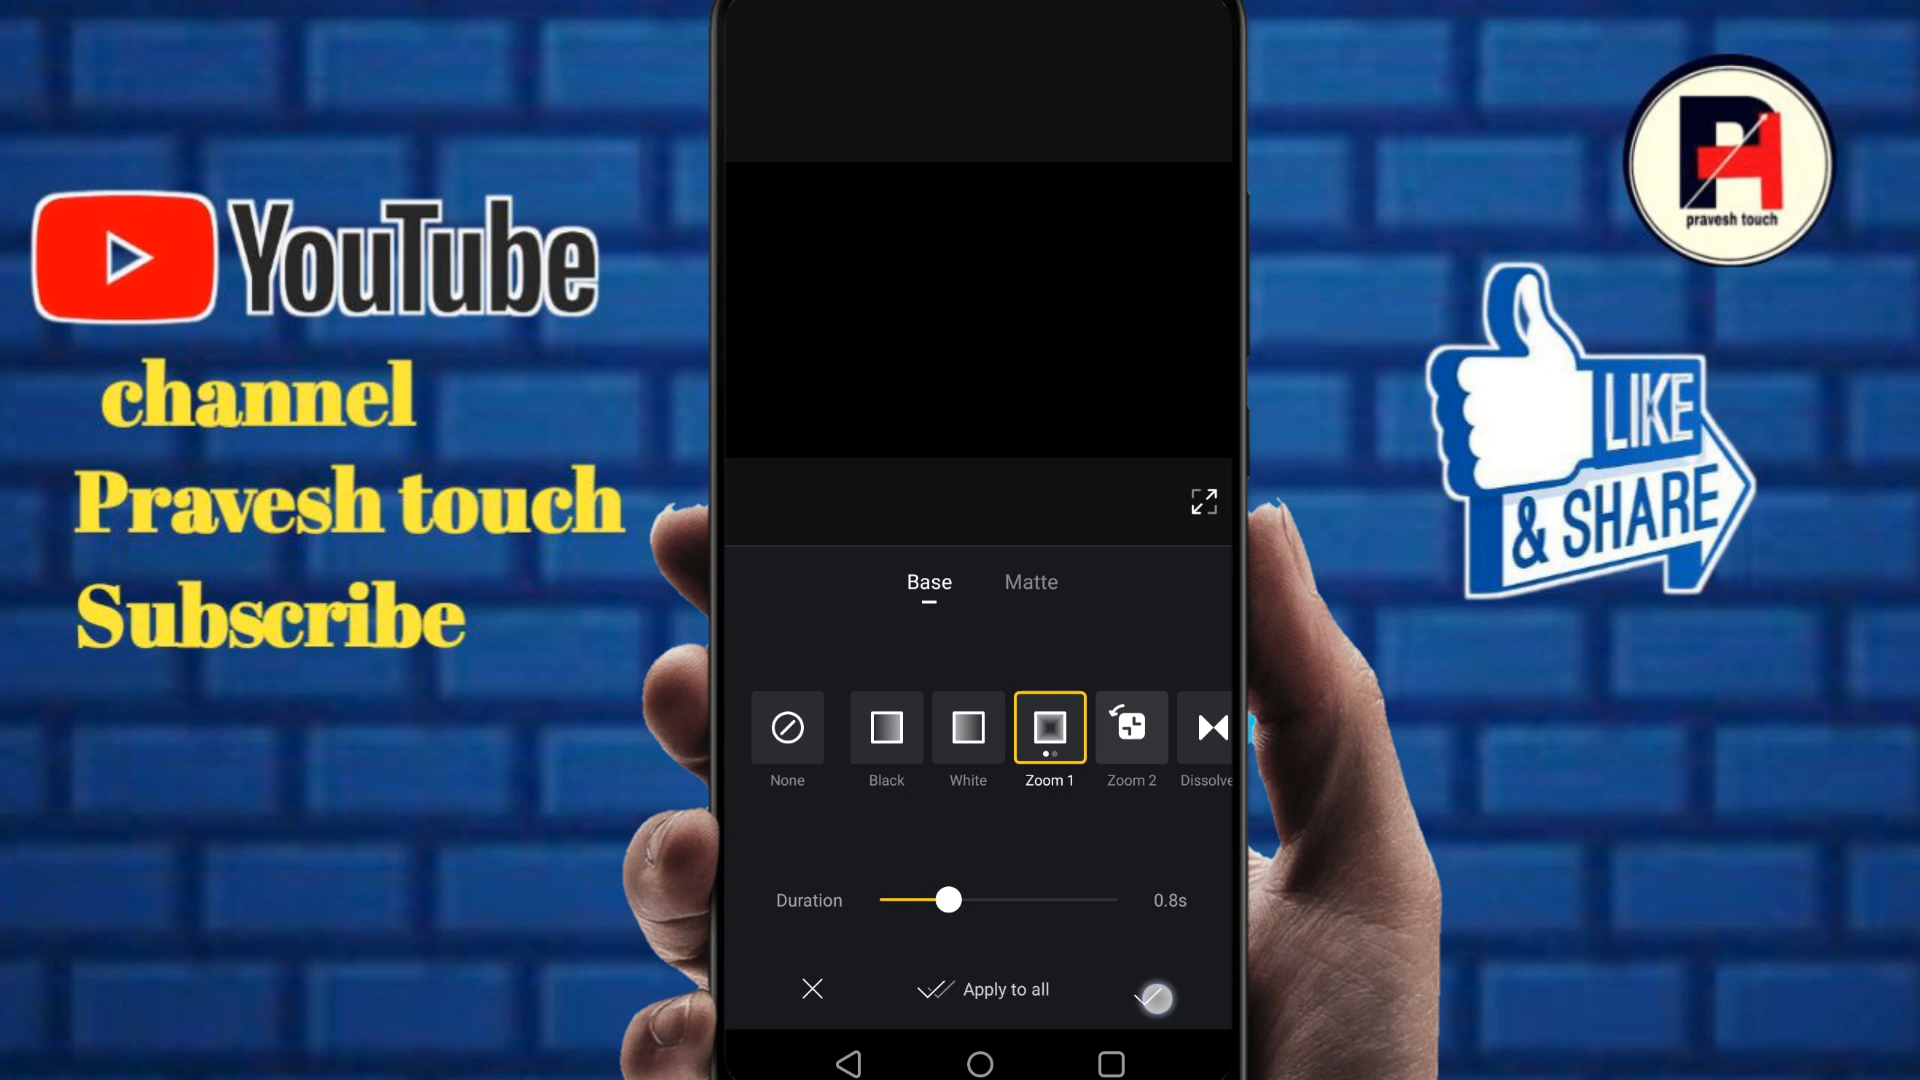 YouTube
channel
Pravesh touch
Subscribe
pravesh touch
LIKE
& SHARE
Base
Matte
None
Black
White
Zoom 1
Zoom 2
Dissolve
Duration
0.8s
Apply to all